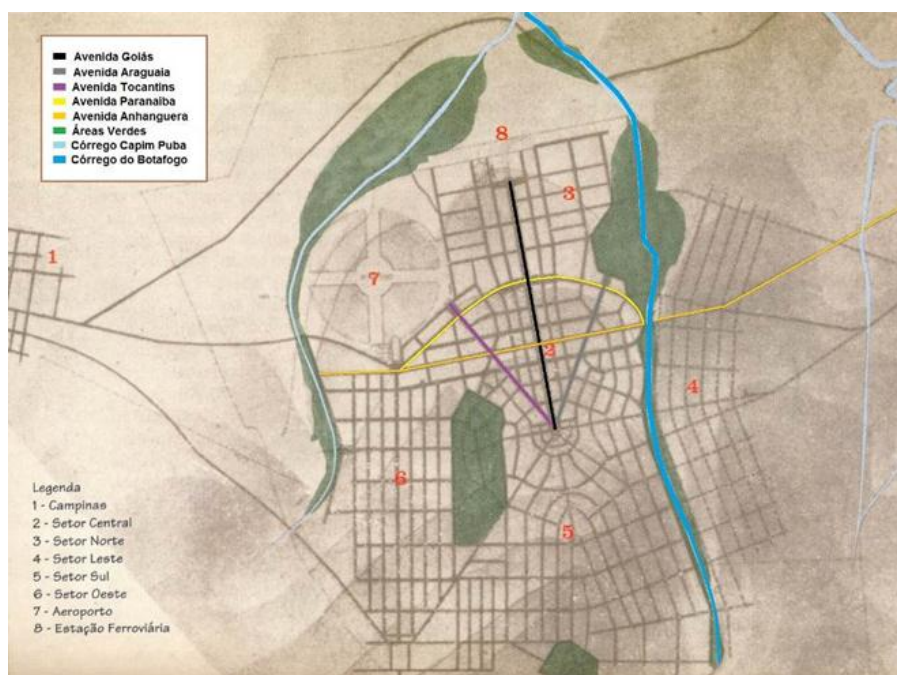 Avenida Goiás
Avenida Araguaia
Avenida Tocantins
Avenida Paranaíba
Avenida Anhanguera
Áreas Verdes
Córrego Capim Puba
Córrego do Botafogo
8
3
1
7
2
4
6
5
Legenda
1 - Campinas
2 - Setor Central
3 - Setor Norte
4 - Setor Leste
5 - Setor Sul
6 - Setor Oeste
7 - Aeroporto
8 - Estação Ferroviária